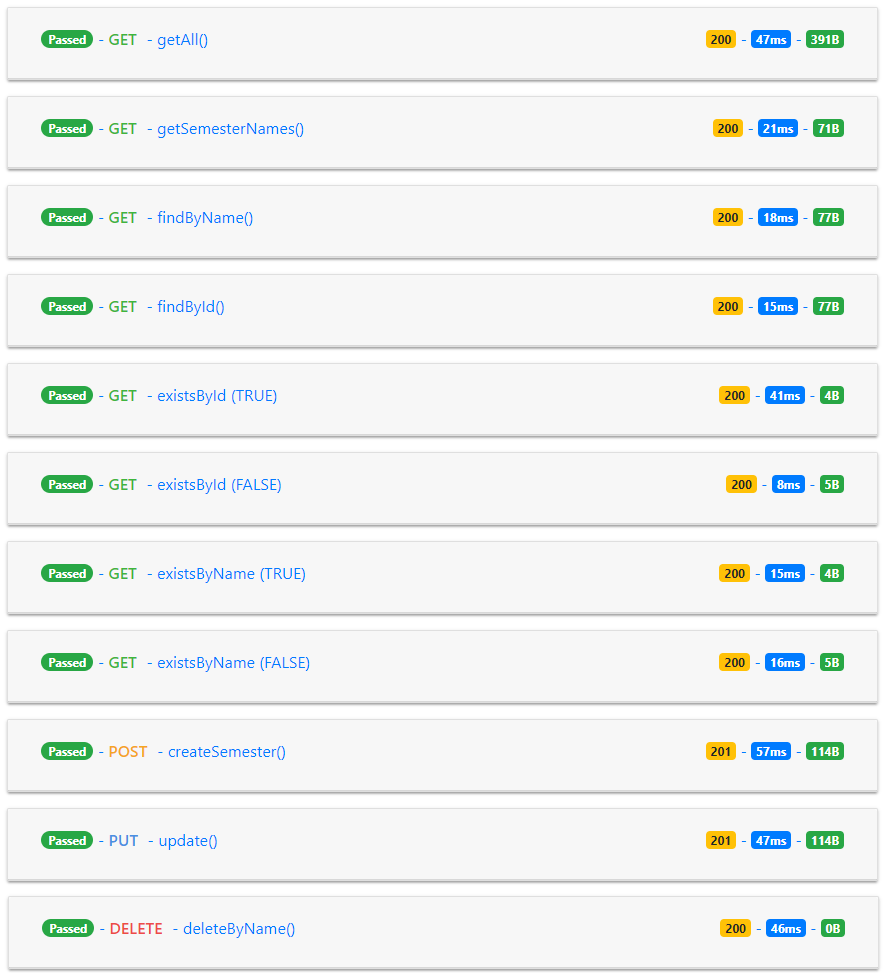 Passed - GET - getAll() 200 - 47ms - 391B
Passed - GET - getSemesterNames() 200 - 21ms - 71B
Passed - GET - findByName() 200 - 18ms - 77B
Passed - GET - findById() 200 - 15ms - 77B
Passed - GET - existsById (TRUE) 200 - 41ms - 4B
Passed - GET - existsById (FALSE) 200 - 8ms - 5B
Passed - GET - existsByName (TRUE) 200 - 15ms - 4B
Passed - GET - existsByName (FALSE) 200 - 16ms - 5B
Passed - POST - createSemester() 201 - 57ms - 114B
Passed - PUT - update() 201 - 47ms - 114B
Passed - DELETE - deleteByName() 200 - 46ms - 0B